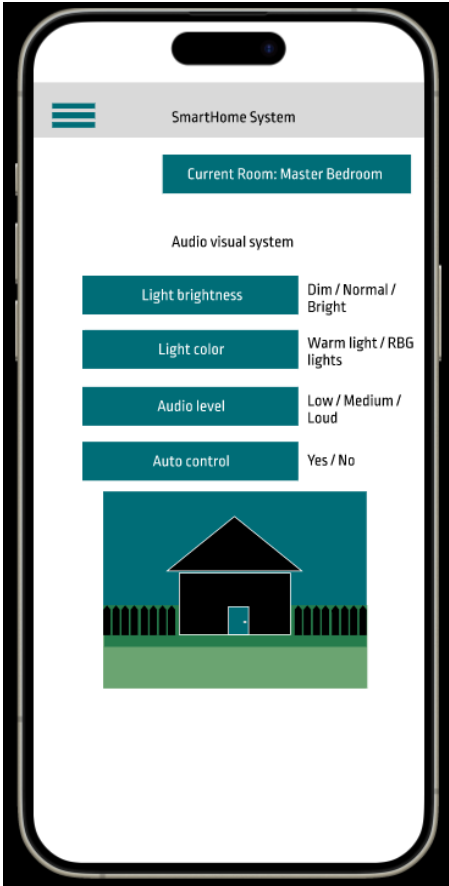 SmartHome System
Current Room: Master Bedroom
Audio visual system
Light brightness
Dim / Normal /
Bright
Light color
Warm light / RBG
lights
Audio level
Low / Medium /
Loud
Auto control
Yes / No